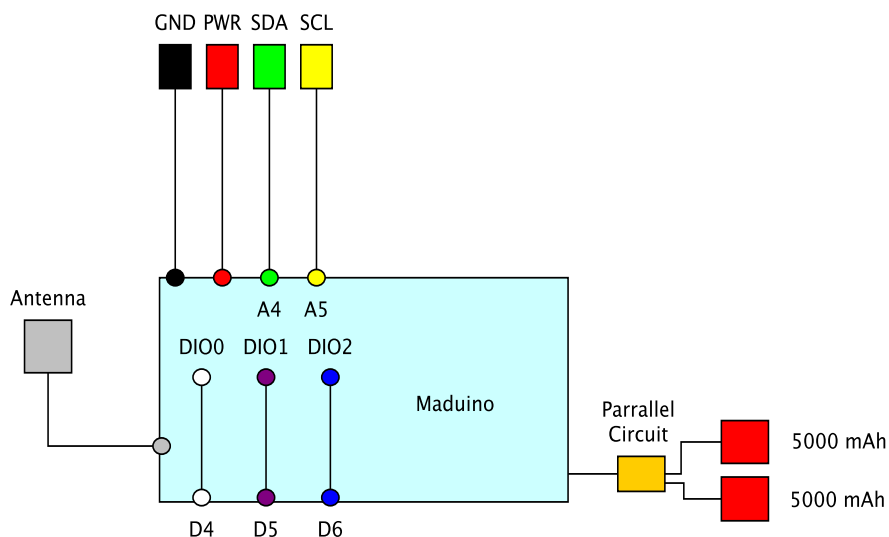 GND PWR SDA SCL
Antenna
A4 A5
DIO0 DIO1 DIO2
Maduino
Parrallel
Circuit
5000 mAh
5000 mAh
D4 D5 D6